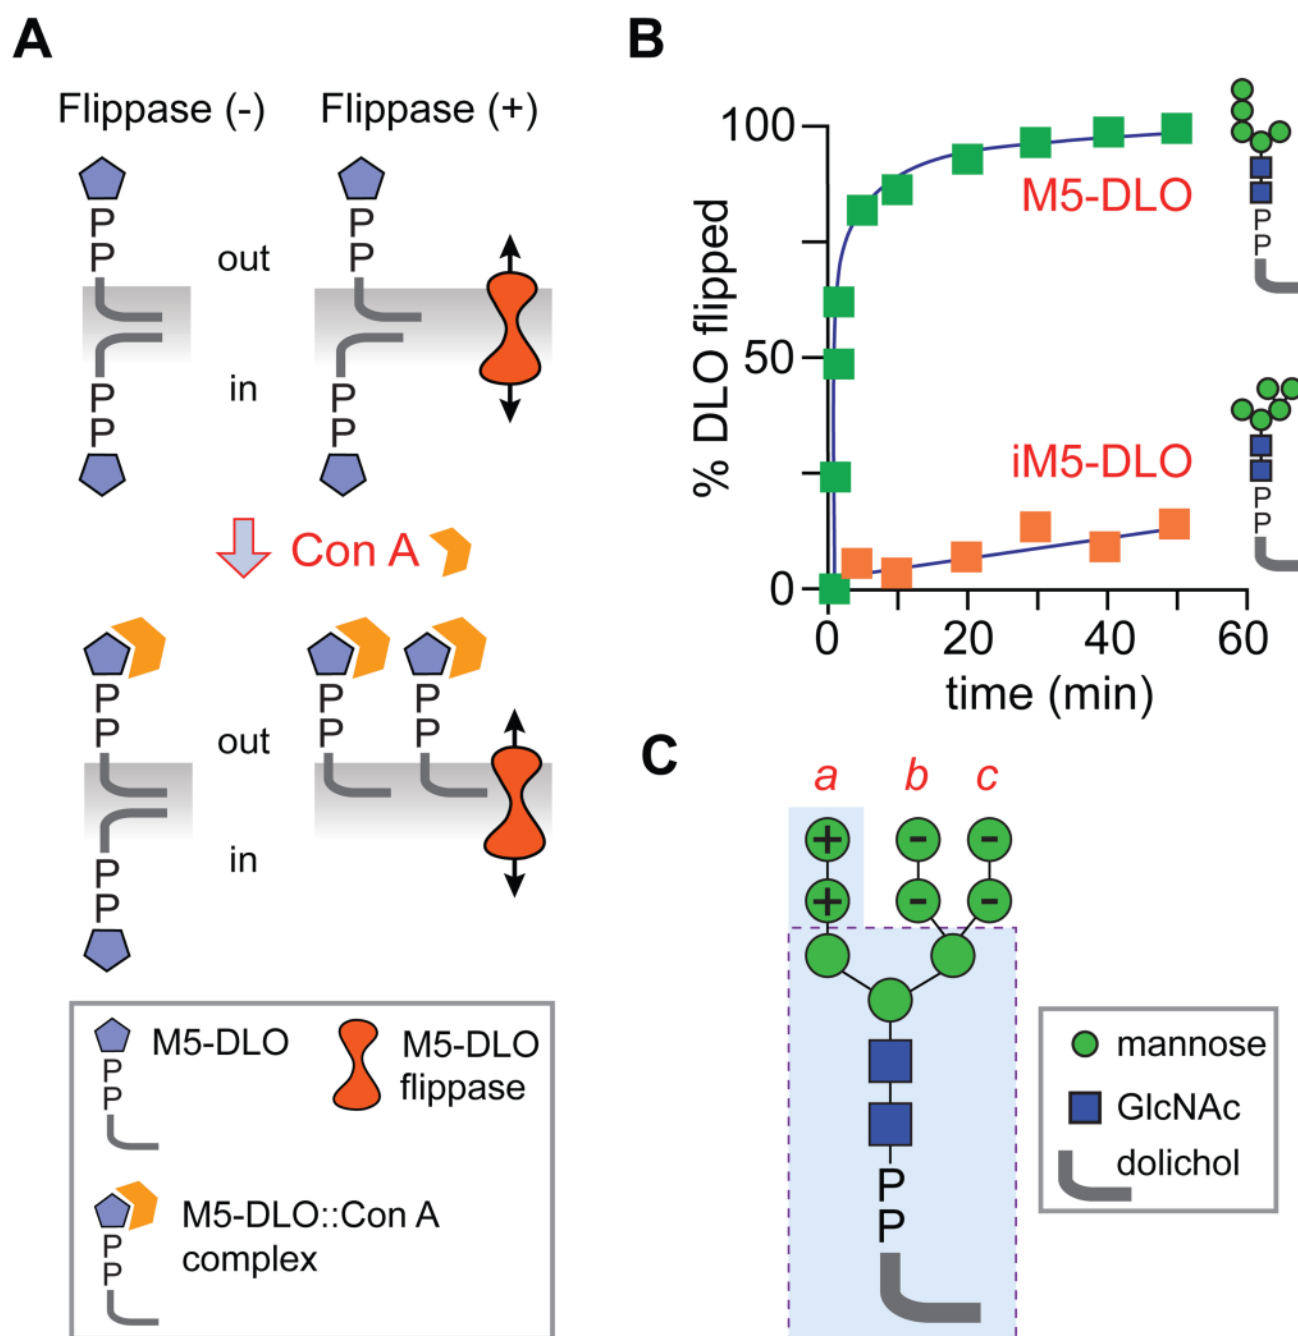 A
Flippase (-)
Flippase (+)
P
P
P
P
out
in
P
P
P
P
Con A
P
P
P
P
P
P
out
in
P
P
M5-DLO
P
P
M5-DLO
flippase
M5-DLO::Con A
complex
P
P
B
% DLO flipped
100
50
0
0
20
40
60
time (min)
M5-DLO
P
P
iM5-DLO
P
P
C
a
b
c
+
-
-
+
-
-
P
P
mannose
GlcNAc
dolichol